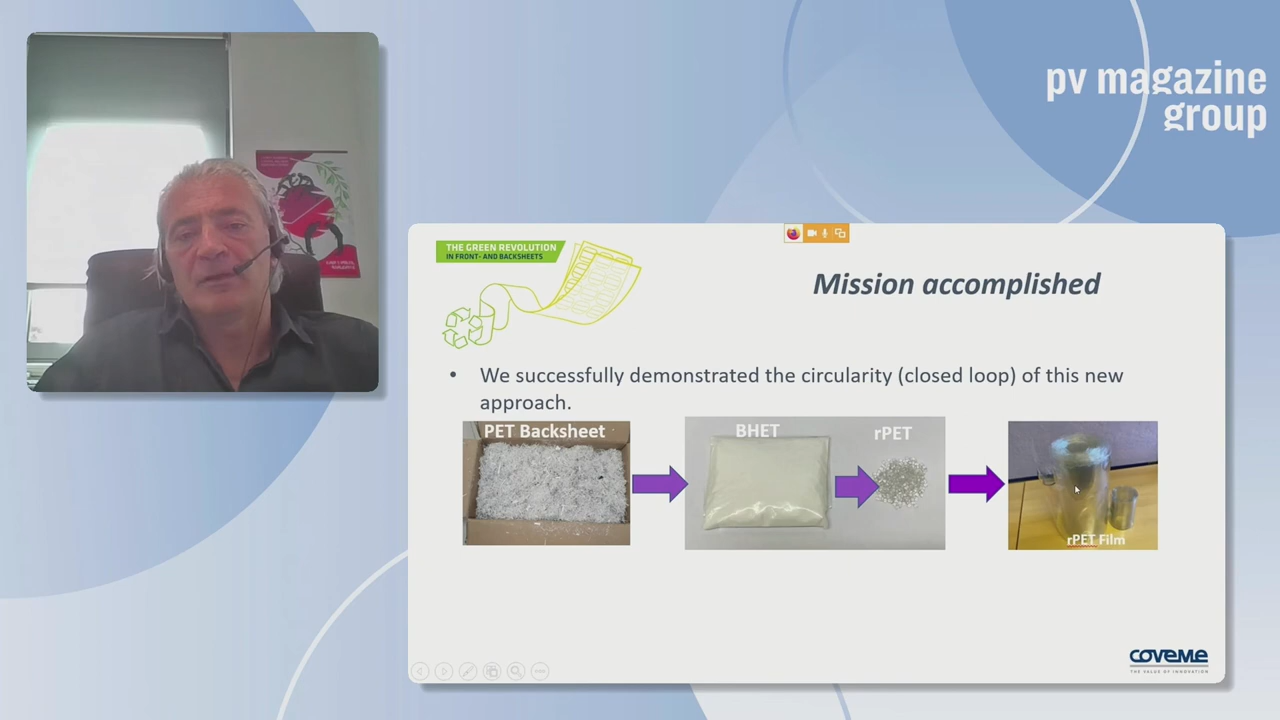 pv magazine
group
THE GREEN REVOLUTION
IN FRONT- AND BACKSHEETS
Mission accomplished
• We successfully demonstrated the circularity (closed loop) of this new
approach.
PET Backsheet
BHET
rPET
rPET Film
coveme
THE VALUE OF INNOVATION